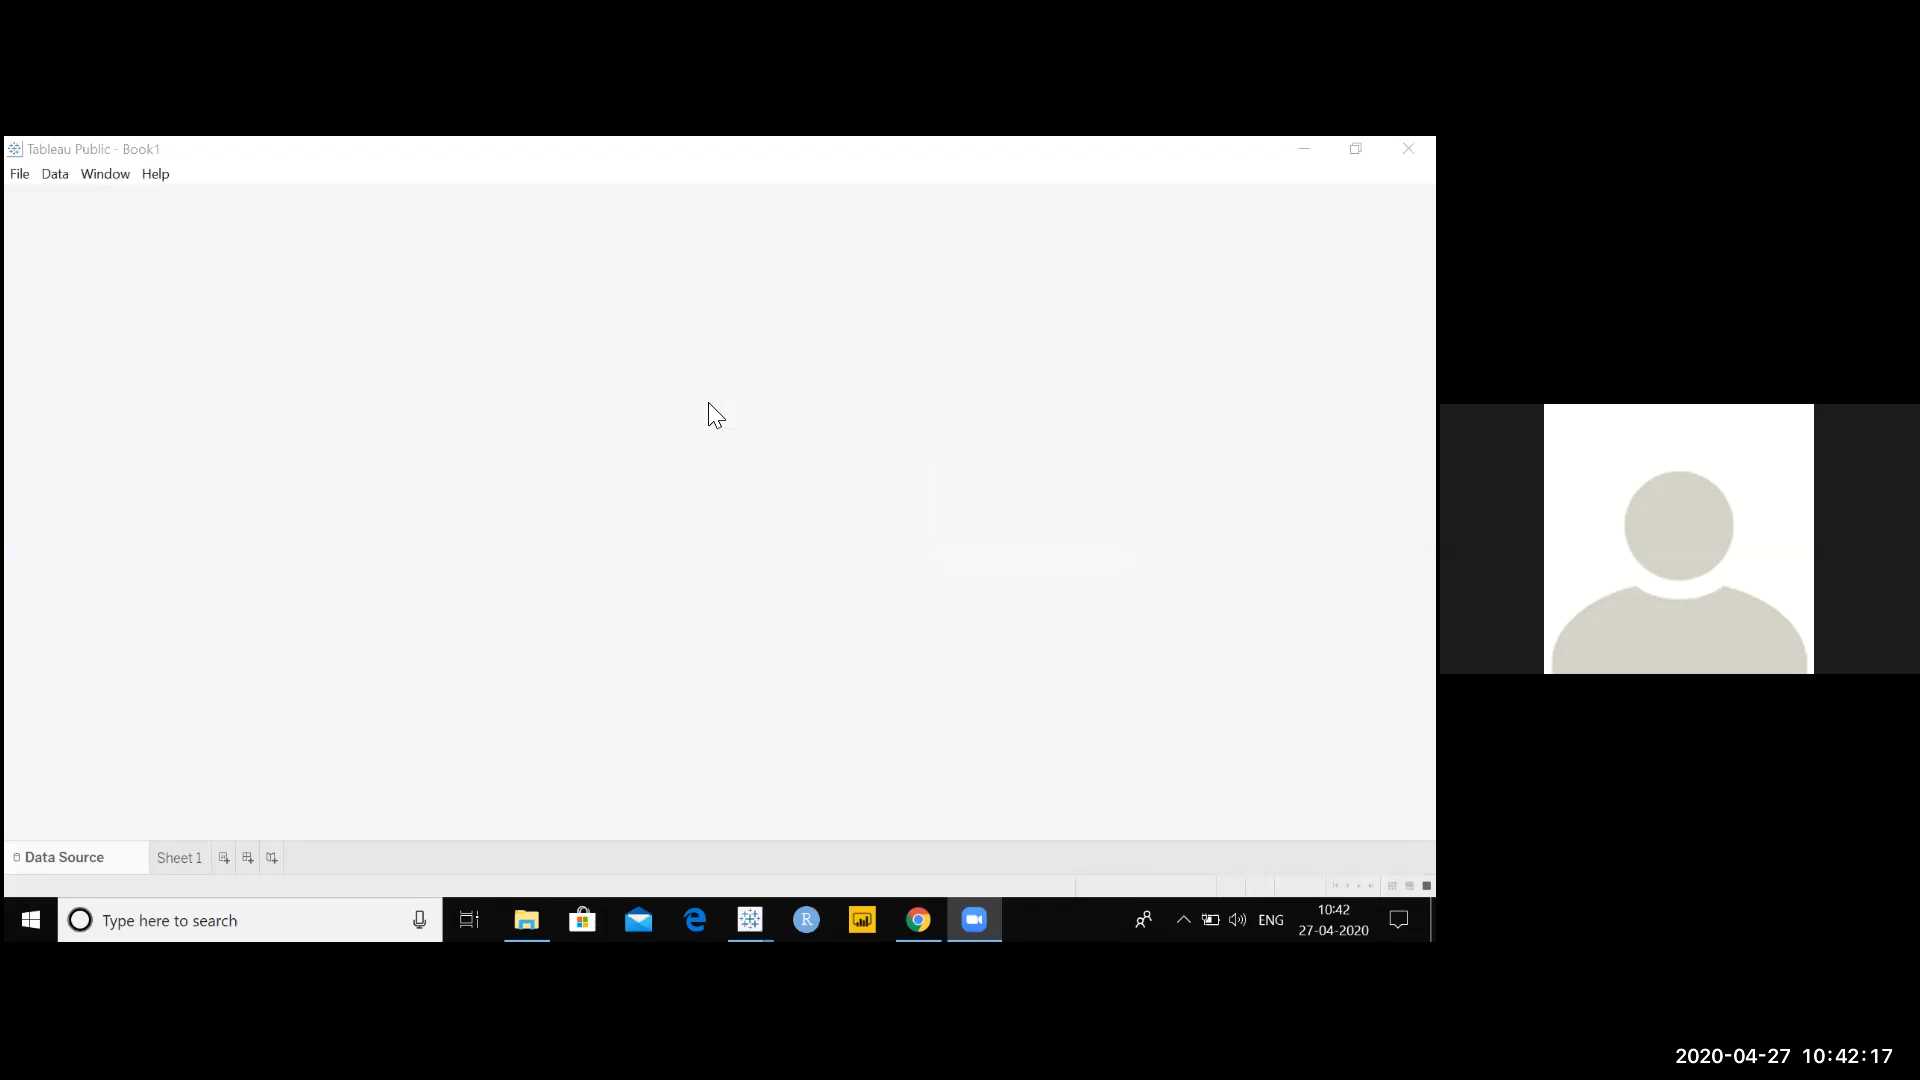 Tableau Public - Book1
File Data Window Help
Data Source Sheet 1
Type here to search
R
ENG
10:42
27-04-2020
2020-04-27 10:42:17